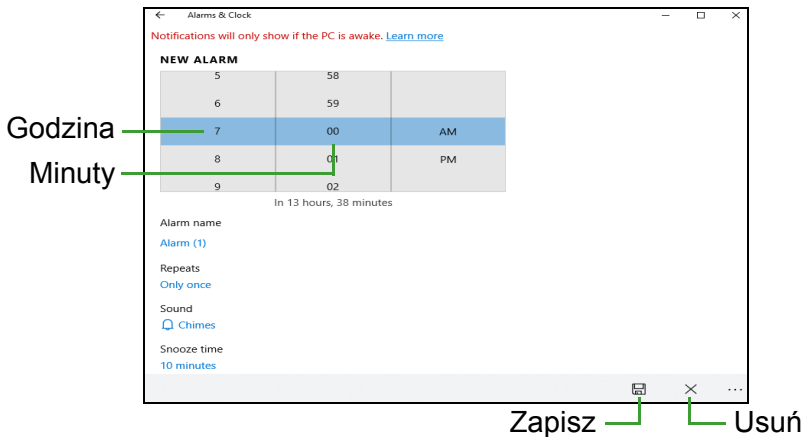 Alarms & Clock
Notifications will only show if the PC is awake. Learn more
NEW ALARM
5 58
6 59
Godzina 7 00 AM
Minuty 8 01 PM
9 02
In 13 hours, 38 minutes
Alarm name
Alarm (1)
Repeats
Only once
Sound
Chimes
Snooze time
10 minutes
Zapisz Usuń